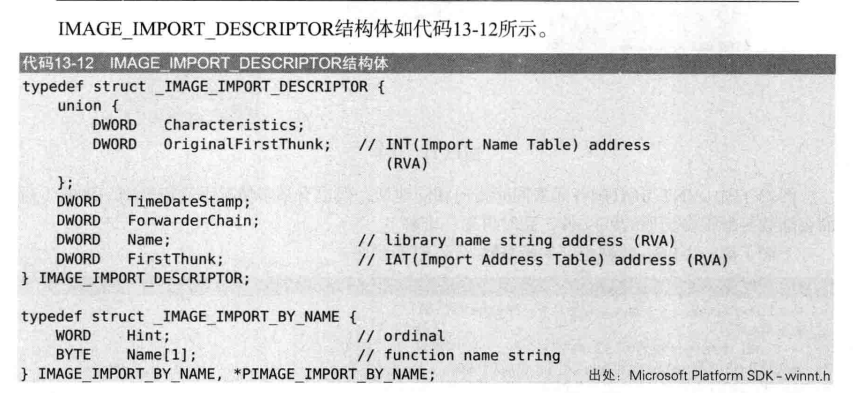 IMAGE_IMPORT_DESCRIPTOR结构体如代码13-12所示。
代码13-12 IMAGE_IMPORT_DESCRIPTOR结构体
typedef struct _IMAGE_IMPORT_DESCRIPTOR {
union {
DWORD Characteristics;
DWORD OriginalFirstThunk; // INT(Import Name Table) address
(RVA)
};
DWORD TimeDateStamp;
DWORD ForwarderChain;
DWORD Name; // library name string address (RVA)
DWORD FirstThunk; // IAT(Import Address Table) address (RVA)
} IMAGE_IMPORT_DESCRIPTOR;
typedef struct _IMAGE_IMPORT_BY_NAME {
WORD Hint; // ordinal
BYTE Name[1]; // function name string
} IMAGE_IMPORT_BY_NAME, *PIMAGE_IMPORT_BY_NAME; 出处：Microsoft Platform SDK - winnt.h